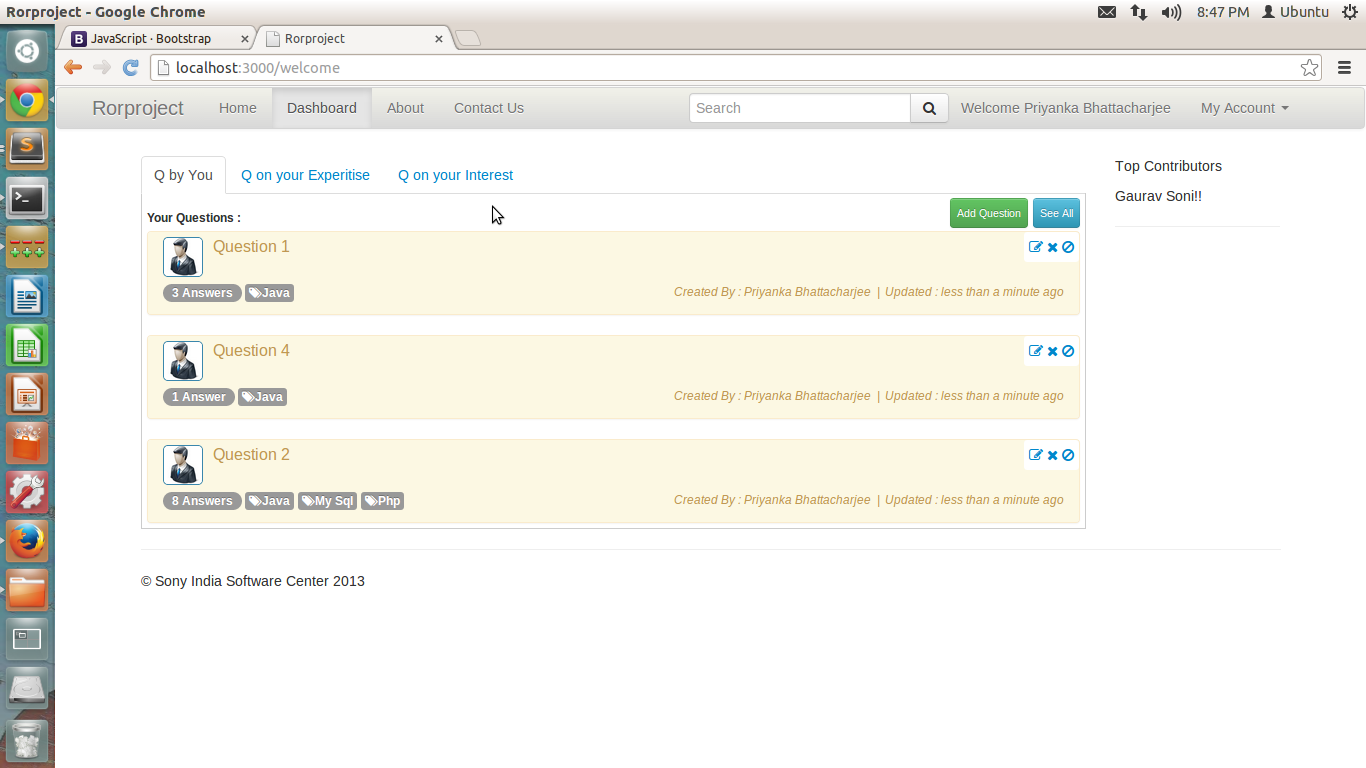 Rorproject - Google Chrome
8:47 PM Ubuntu
JavaScript · Bootstrap
Rorproject
localhost:3000/welcome
Rorproject Home Dashboard About Contact Us Search Welcome Priyanka Bhattacharjee My Account
Q by You Q on your Experitise Q on your Interest
Top Contributors
Gaurav Soni!!
Your Questions : Add Question See All
Question 1
3 Answers Java Created By : Priyanka Bhattacharjee | Updated : less than a minute ago
Question 4
1 Answer Java Created By : Priyanka Bhattacharjee | Updated : less than a minute ago
Question 2
8 Answers Java My Sql Php Created By : Priyanka Bhattacharjee | Updated : less than a minute ago
© Sony India Software Center 2013